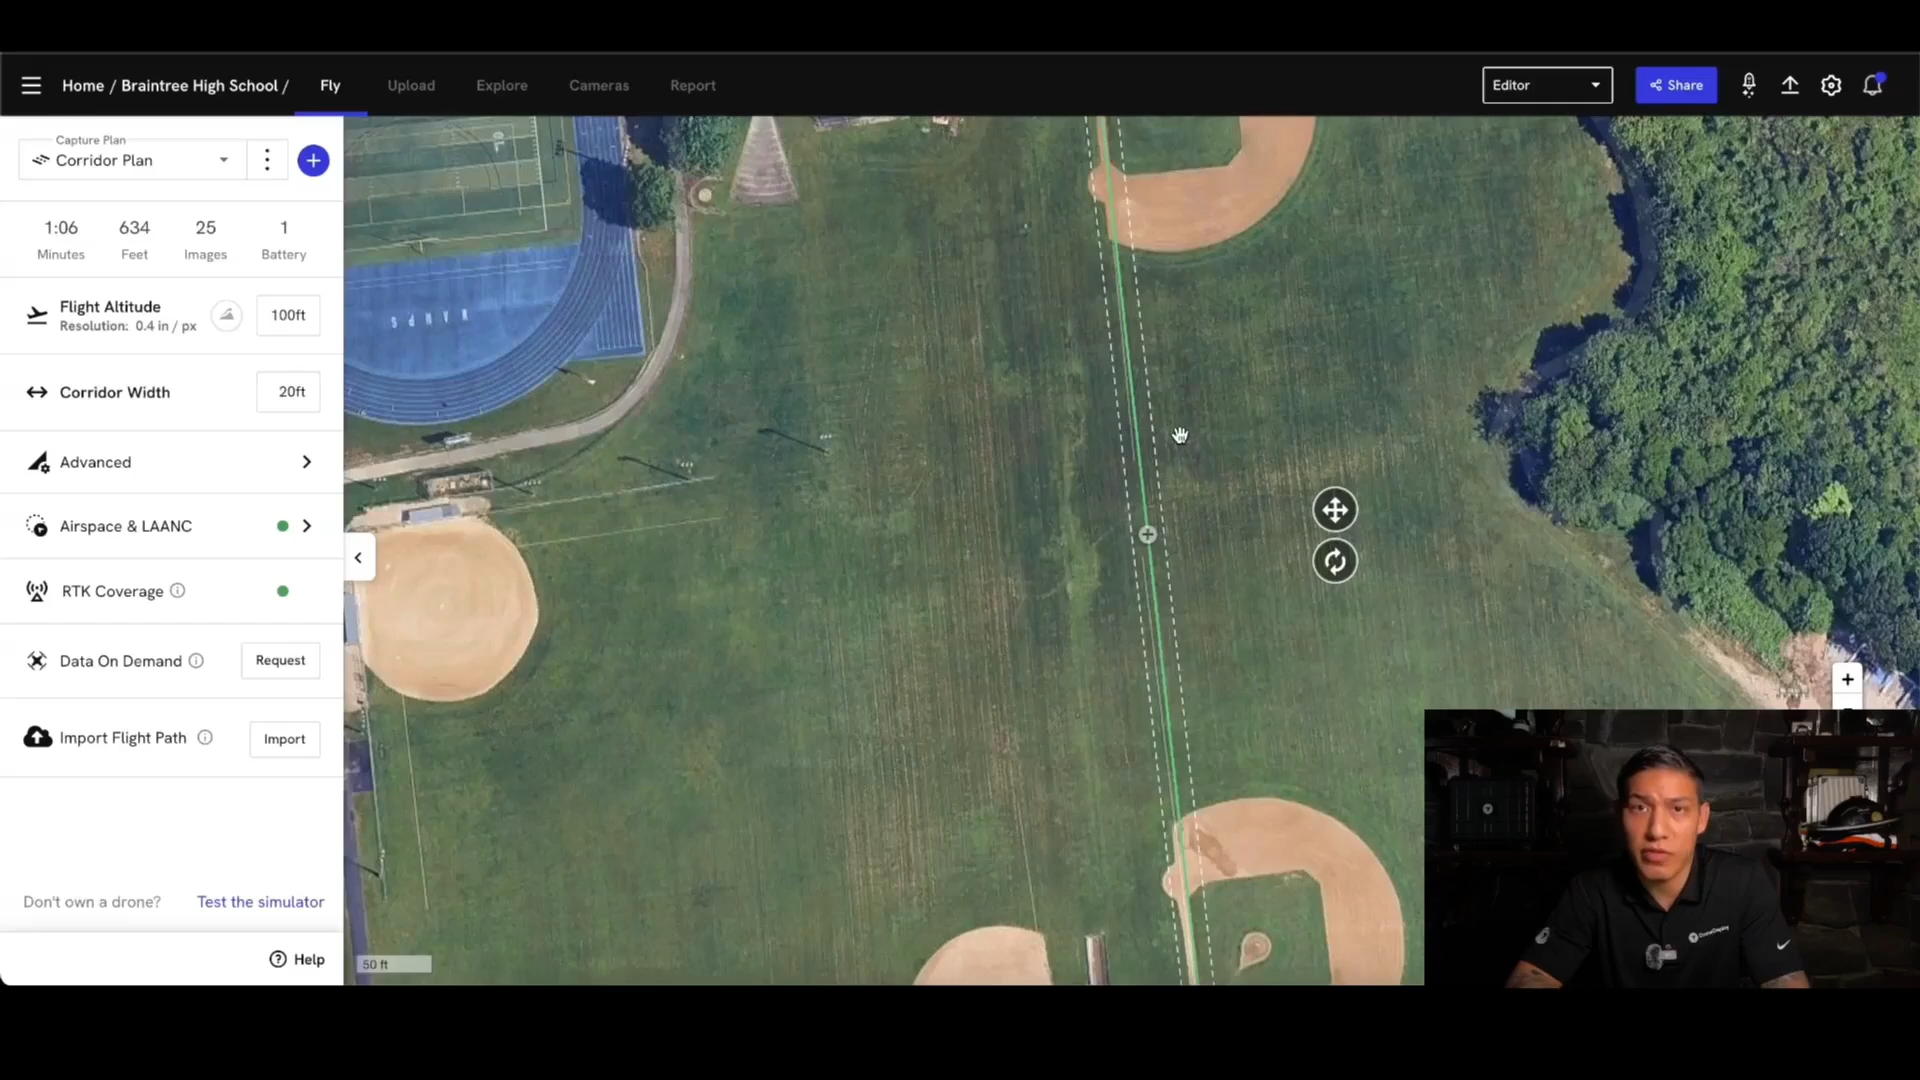 Home / Braintree High School /
Fly
Upload
Explore
Cameras
Report
Editor
Share
Capture Plan
Corridor Plan
1:06
634
25
1
Minutes
Feet
Images
Battery
Flight Altitude
Resolution: 0.4 in / px
100ft
Corridor Width
20ft
Advanced
Airspace & LAANC
RTK Coverage
Data On Demand
Request
Import Flight Path
Import
Don't own a drone?
Test the simulator
Help
50 ft
DroneDeploy